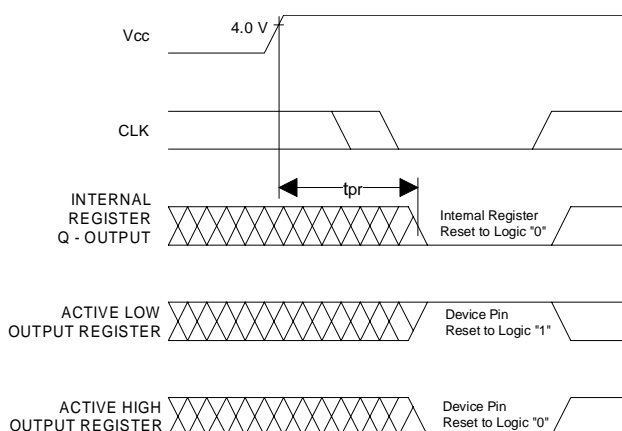 Vcc
4.0 V
CLK
tpr
INTERNAL
REGISTER
Q - OUTPUT
Internal Register
Reset to Logic "0"
ACTIVE LOW
OUTPUT REGISTER
Device Pin
Reset to Logic "1"
ACTIVE HIGH
OUTPUT REGISTER
Device Pin
Reset to Logic "0"